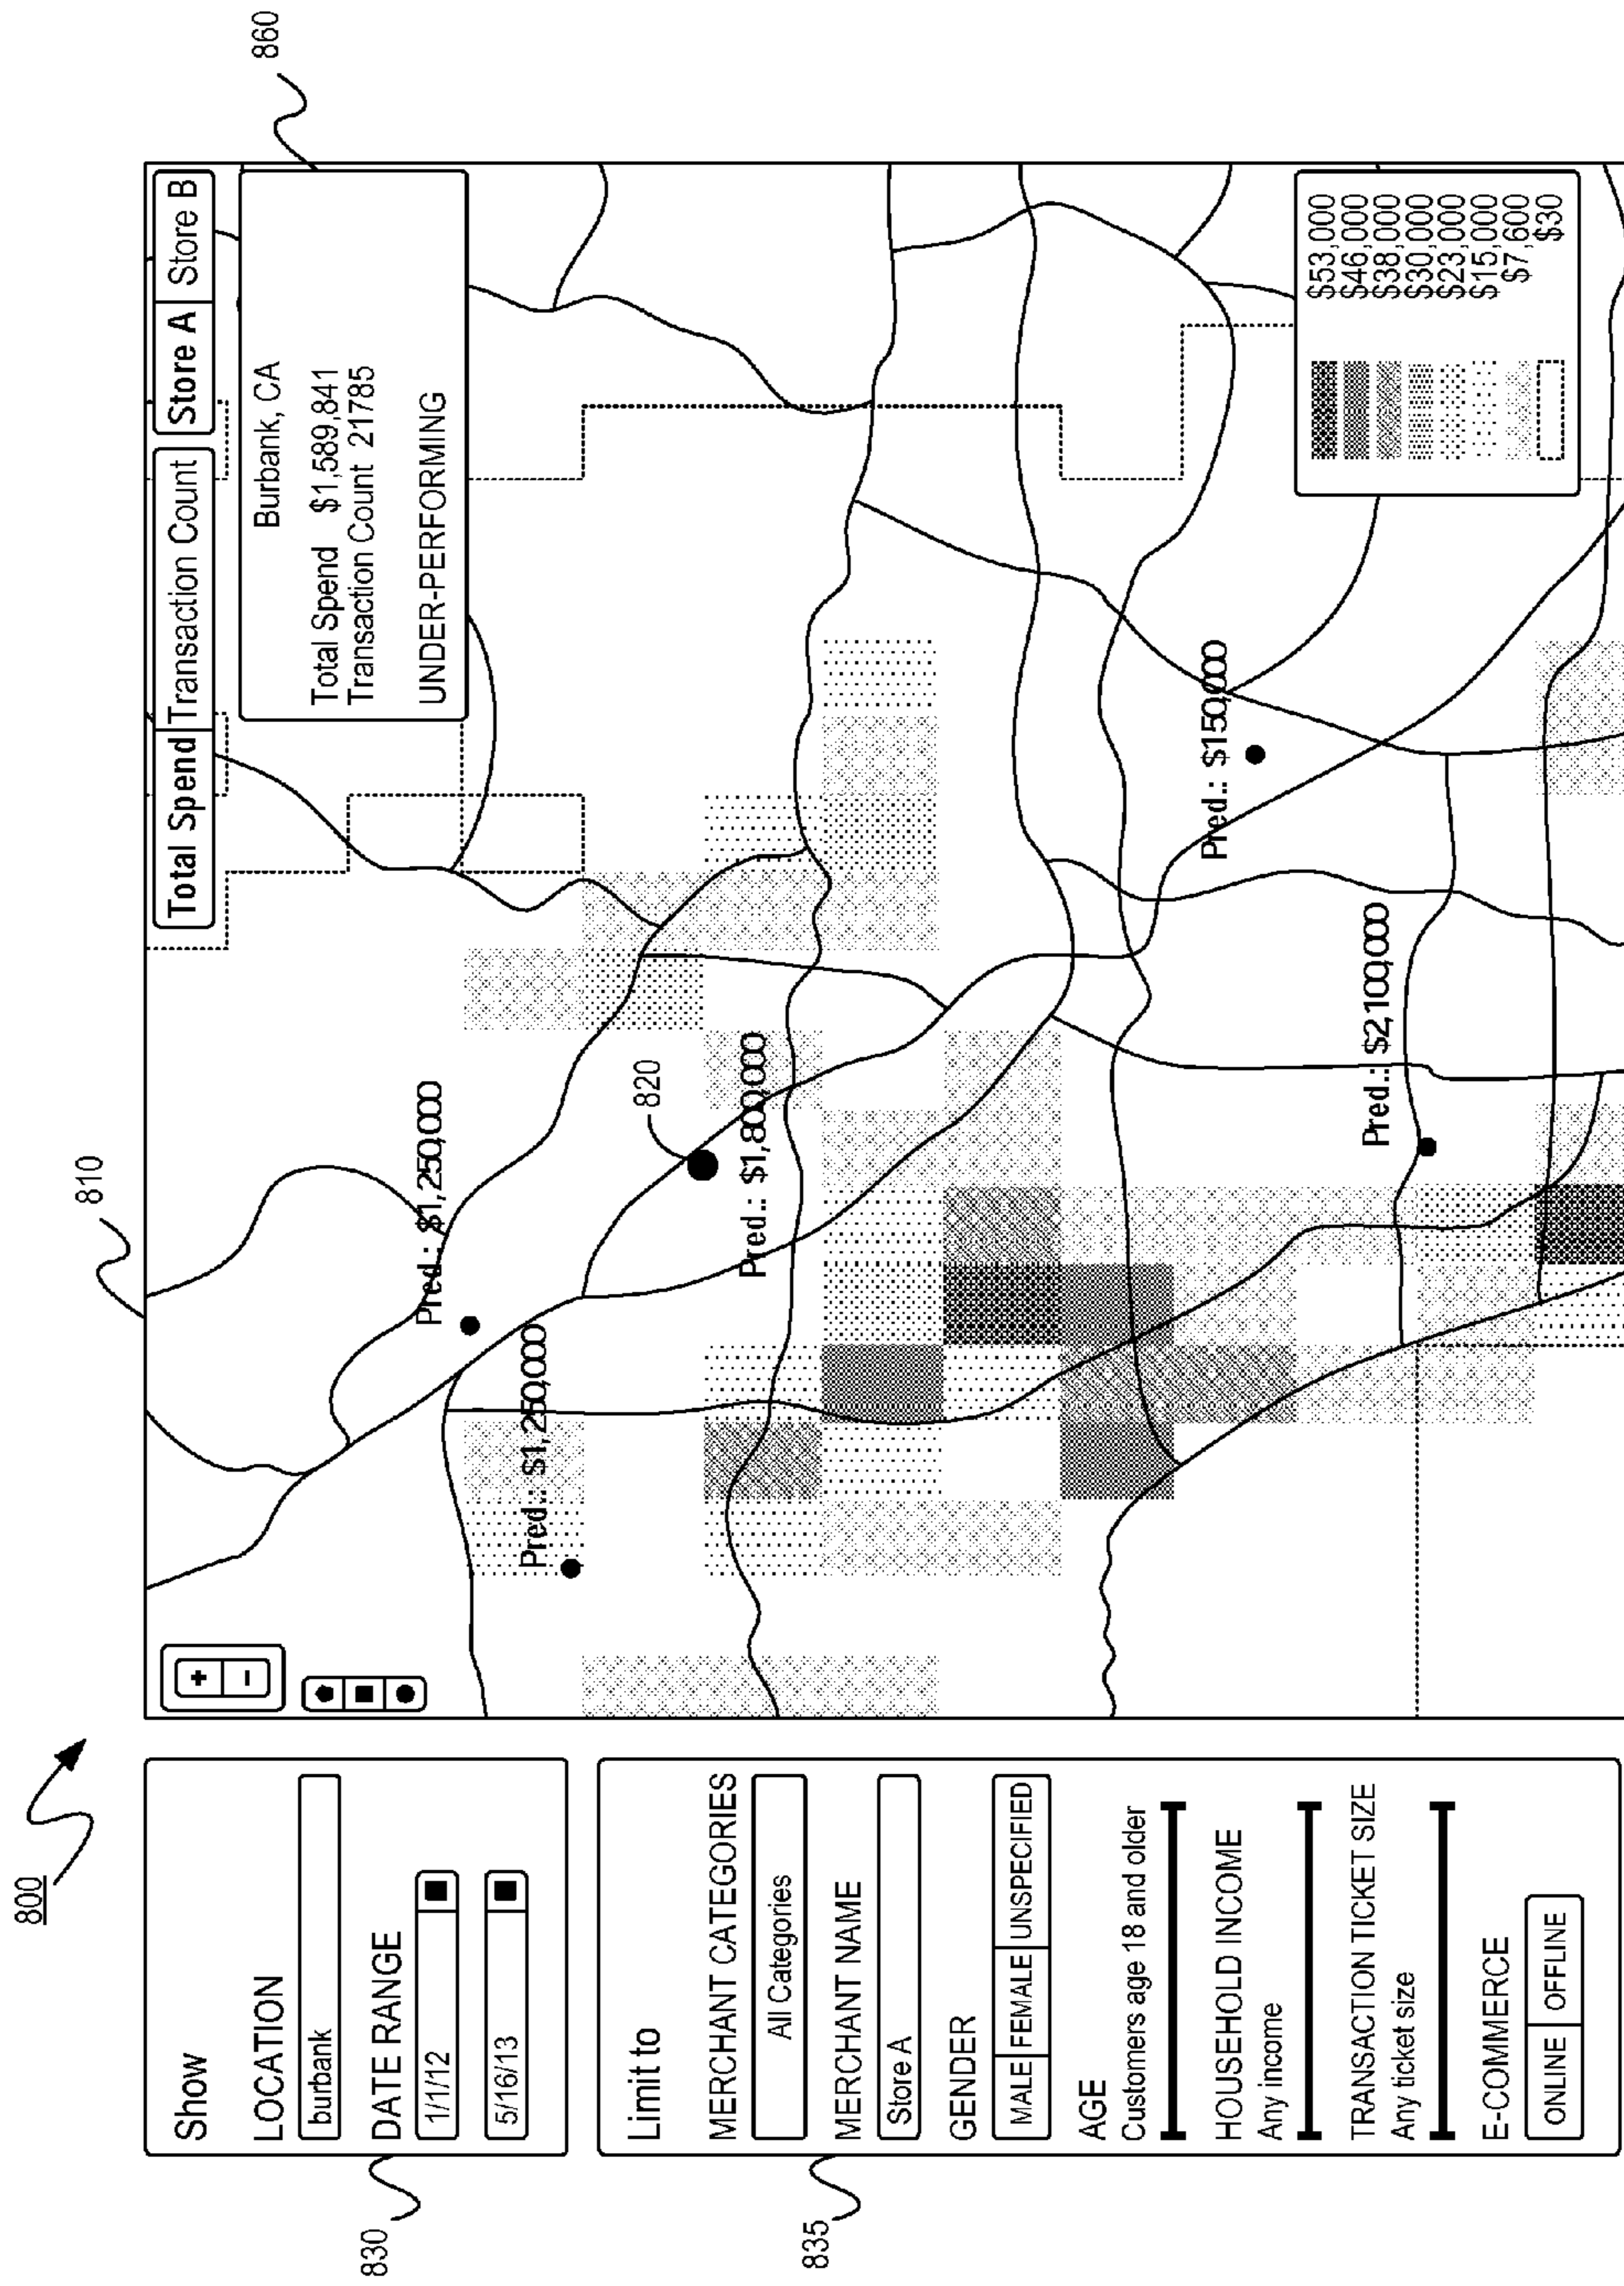 800
810
860
830
835
820
Show
LOCATION
burbank
DATE RANGE
1/1/12
5/16/13
Limit to
MERCHANT CATEGORIES
All Categories
MERCHANT NAME
Store A
GENDER
MALE FEMALE UNSPECIFIED
AGE
Customers age 18 and older
HOUSEHOLD INCOME
Any income
TRANSACTION TICKET SIZE
Any ticket size
E-COMMERCE
ONLINE OFFLINE
+
−
Total Spend Transaction Count Store A Store B
Burbank, CA
Total Spend $1,589,841
Transaction Count 21785
UNDER-PERFORMING
Pred.: $1,250,000
Pred.: $1,250,000
Pred.: $1,800,000
Pred.: $150,000
Pred.: $2,100,000
$53,000
$46,000
$38,000
$30,000
$23,000
$15,000
$7,600
$30